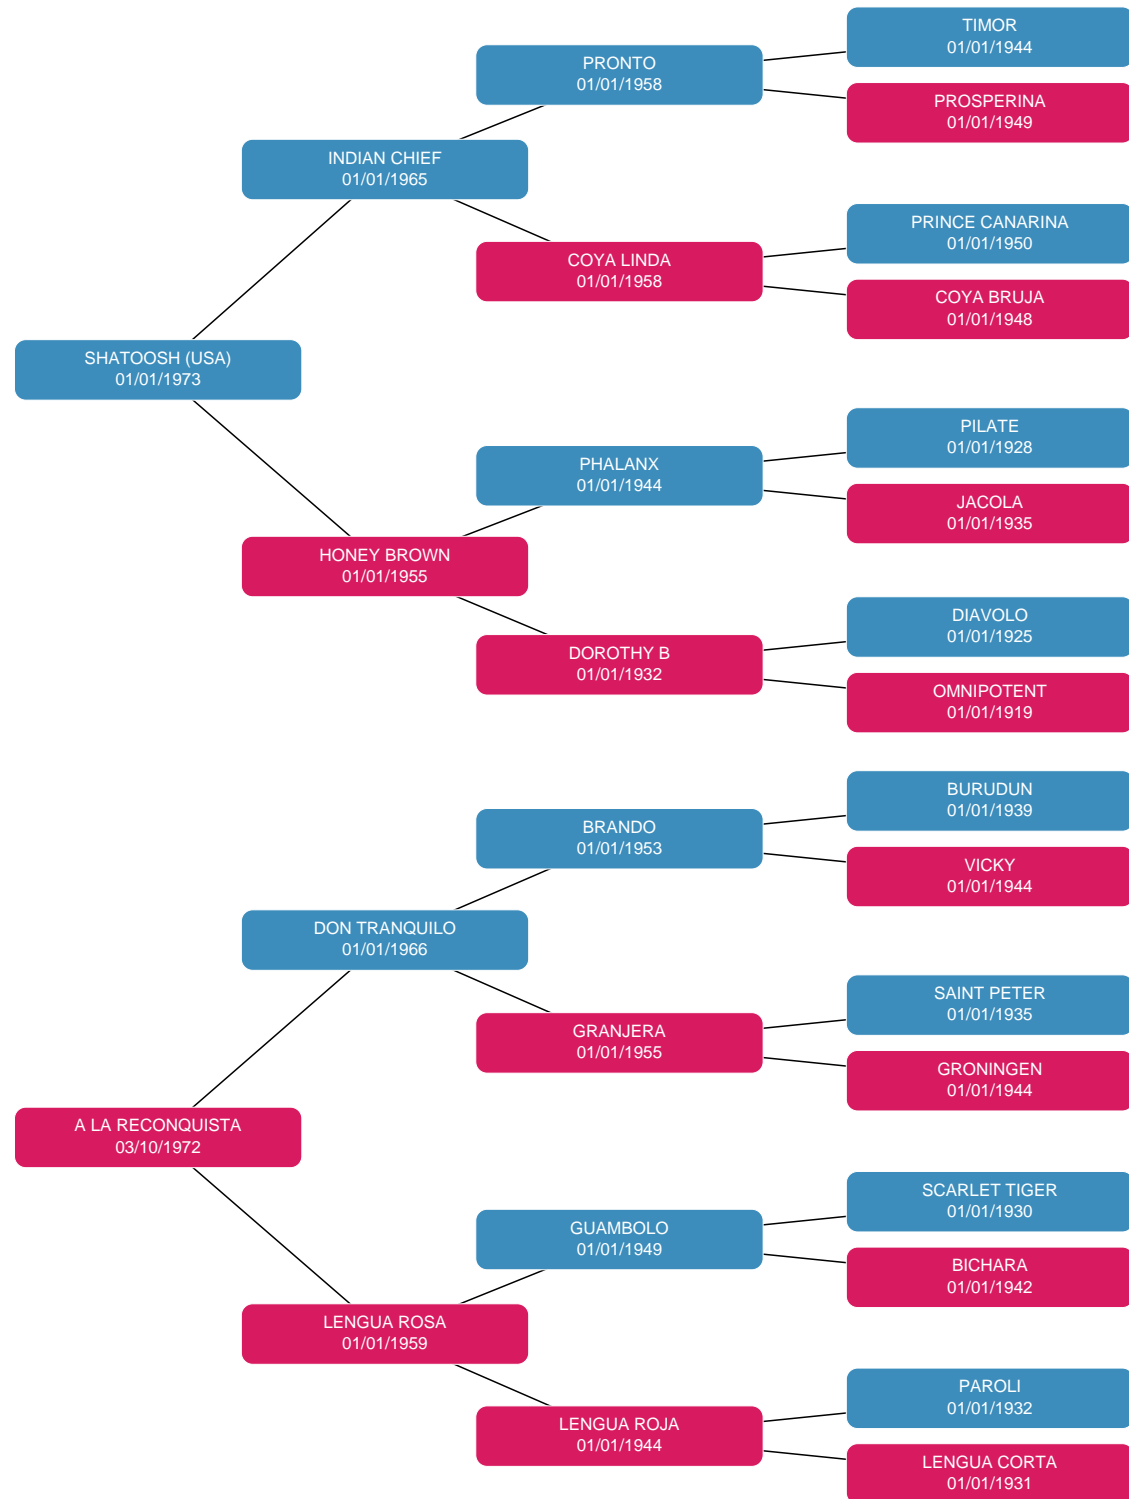 TIMOR
01/01/1944
PRONTO
01/01/1958
PROSPERINA
01/01/1949
INDIAN CHIEF
01/01/1965
PRINCE CANARINA
01/01/1950
COYA LINDA
01/01/1958
COYA BRUJA
01/01/1948
SHATOOSH (USA)
01/01/1973
PILATE
01/01/1928
PHALANX
01/01/1944
JACOLA
01/01/1935
HONEY BROWN
01/01/1955
DIAVOLO
01/01/1925
DOROTHY B
01/01/1932
OMNIPOTENT
01/01/1919
BURUDUN
01/01/1939
BRANDO
01/01/1953
VICKY
01/01/1944
DON TRANQUILO
01/01/1966
SAINT PETER
01/01/1935
GRANJERA
01/01/1955
GRONINGEN
01/01/1944
A LA RECONQUISTA
03/10/1972
SCARLET TIGER
01/01/1930
GUAMBOLO
01/01/1949
BICHARA
01/01/1942
LENGUA ROSA
01/01/1959
PAROLI
01/01/1932
LENGUA ROJA
01/01/1944
LENGUA CORTA
01/01/1931